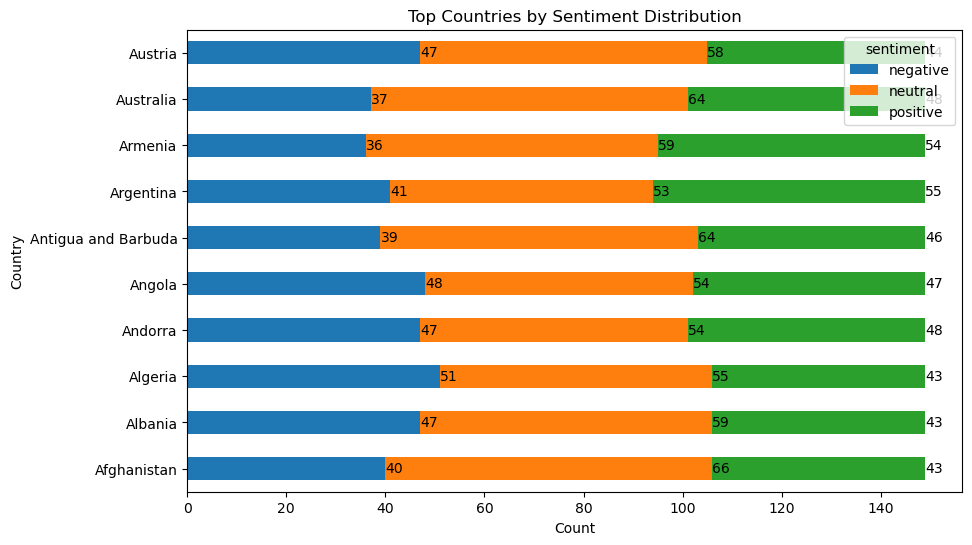 Top Countries by Sentiment Distribution
sentiment
negative
neutral
positive
Country
Austria 47 58 44
Australia 37 64 48
Armenia 36 59 54
Argentina 41 53 55
Antigua and Barbuda 39 64 46
Angola 48 54 47
Andorra 47 54 48
Algeria 51 55 43
Albania 47 59 43
Afghanistan 40 66 43
0 20 40 60 80 100 120 140
Count